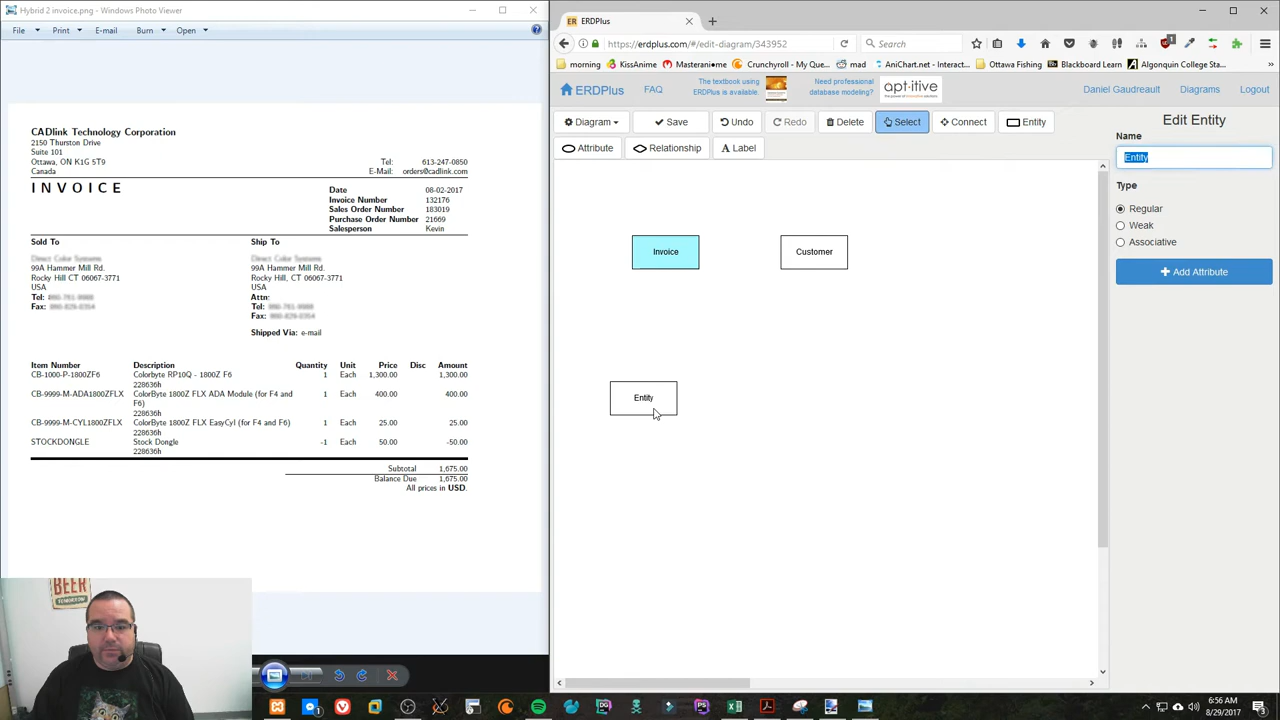 Hybrid 2 invoice.png - Windows Photo Viewer
File Print E-mail Burn Open
CADlink Technology Corporation
2150 Thurston Drive
Suite 101
Ottawa, ON K1G 5T9
Canada
Tel: 613-247-0850
E-Mail: orders@cadlink.com
INVOICE
Date 08-02-2017
Invoice Number 132176
Sales Order Number 183019
Purchase Order Number 21669
Salesperson Kevin
Sold To
Direct Color Systems
99A Hammer Mill Rd.
Rocky Hill CT 06067-3771
USA
Tel:
Fax:
Ship To
Direct Color Systems
99A Hammer Mill Rd.
Rocky Hill, CT 06067-3771
USA
Attn:
Tel:
Fax:
Shipped Via: e-mail
Item Number Description Quantity Unit Price Disc Amount
CB-1000-P-1800ZF6 Colorbyte RP10Q - 1800Z F6 1 Each 1,300.00 1,300.00
228636h
CB-9999-M-ADA1800ZFLX ColorByte 1800Z FLX ADA Module (for F4 and 1 Each 400.00 400.00
F6)
228636h
CB-9999-M-CYL1800ZFLX ColorByte 1800Z FLX EasyCyl (for F4 and F6) 1 Each 25.00 25.00
228636h
STOCKDONGLE Stock Dongle -1 Each 50.00 -50.00
228636h
Subtotal 1,675.00
Balance Due 1,675.00
All prices in USD.
BEER
TOMORROW
ERDPlus
https://erdplus.com/#/edit-diagram/343952
Search
morning KissAnime Masterani●me Crunchyroll - My Que... mad AniChart.net - Interact... Ottawa Fishing Blackboard Learn Algonquin College Sta...
ERDPlus FAQ
The textbook using
ERDPlus is available.
Need professional
database modeling?
apt·itive
Daniel Gaudreault Diagrams Logout
Diagram Save Undo Redo Delete Select Connect Entity
Attribute Relationship Label
Invoice
Customer
Entity
Edit Entity
Name
Entity
Type
Regular
Weak
Associative
Add Attribute
6:56 AM
8/29/2017